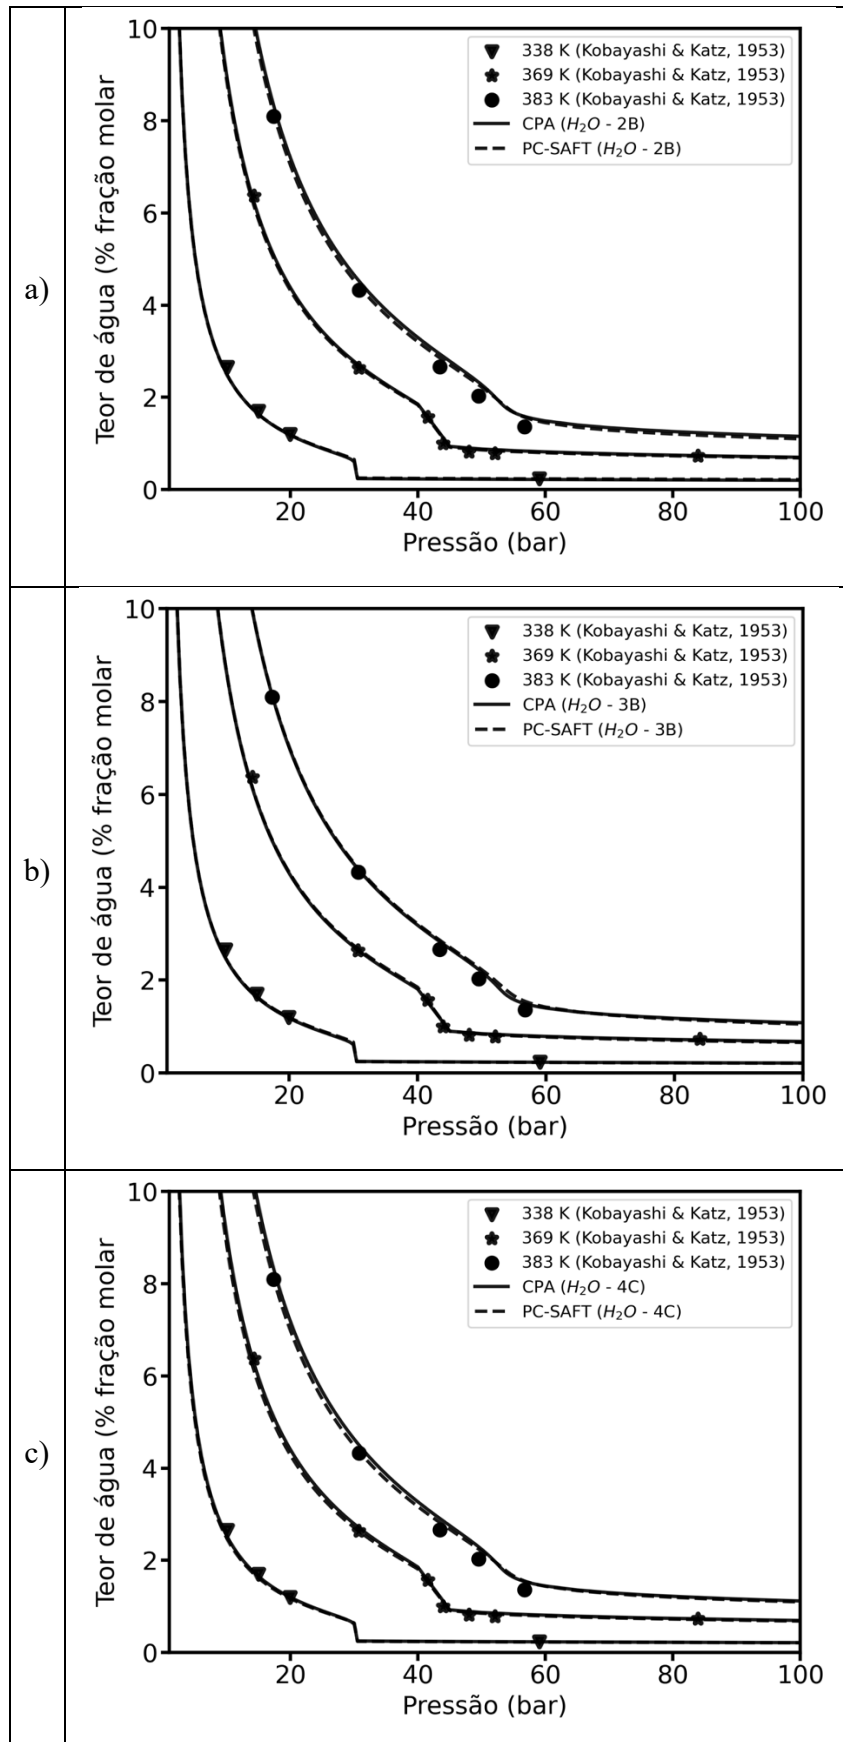 a)
Teor de água (% fração molar
10
8
6
4
2
0
20 40 60 80 100
Pressão (bar)
338 K (Kobayashi & Katz, 1953)
369 K (Kobayashi & Katz, 1953)
383 K (Kobayashi & Katz, 1953)
CPA (H₂O - 2B)
PC-SAFT (H₂O - 2B)
b)
Teor de água (% fração molar
10
8
6
4
2
0
20 40 60 80 100
Pressão (bar)
338 K (Kobayashi & Katz, 1953)
369 K (Kobayashi & Katz, 1953)
383 K (Kobayashi & Katz, 1953)
CPA (H₂O - 3B)
PC-SAFT (H₂O - 3B)
c)
Teor de água (% fração molar
10
8
6
4
2
0
20 40 60 80 100
Pressão (bar)
338 K (Kobayashi & Katz, 1953)
369 K (Kobayashi & Katz, 1953)
383 K (Kobayashi & Katz, 1953)
CPA (H₂O - 4C)
PC-SAFT (H₂O - 4C)